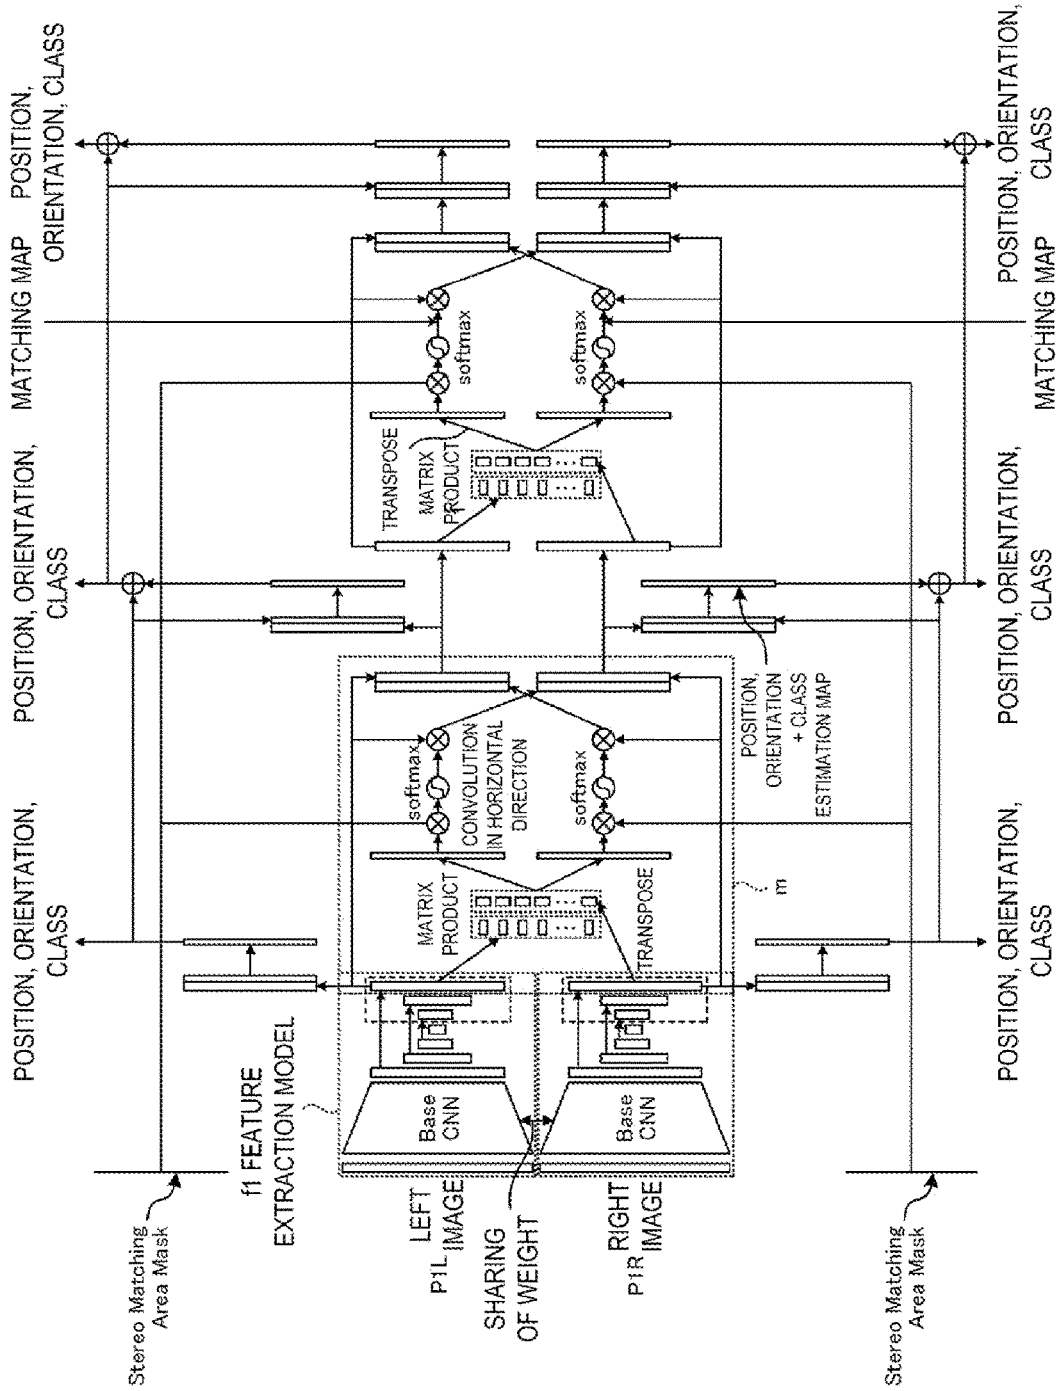 POSITION, ORIENTATION,
CLASS
POSITION, ORIENTATION,
CLASS
MATCHING MAP
POSITION,
ORIENTATION, CLASS
Stereo Matching
Area Mask
f1 FEATURE
EXTRACTION MODEL
P1L
LEFT
IMAGE
Base
CNN
MATRIX
PRODUCT
softmax
CONVOLUTION
IN HORIZONTAL
DIRECTION
TRANSPOSE
MATRIX
PRODUCT
softmax
SHARING
OF WEIGHT
P1R
RIGHT
IMAGE
Base
CNN
TRANSPOSE
softmax
softmax
m
POSITION,
ORIENTATION
+ CLASS
ESTIMATION MAP
Stereo Matching
Area Mask
POSITION, ORIENTATION,
CLASS
POSITION, ORIENTATION,
CLASS
MATCHING MAP
POSITION, ORIENTATION,
CLASS